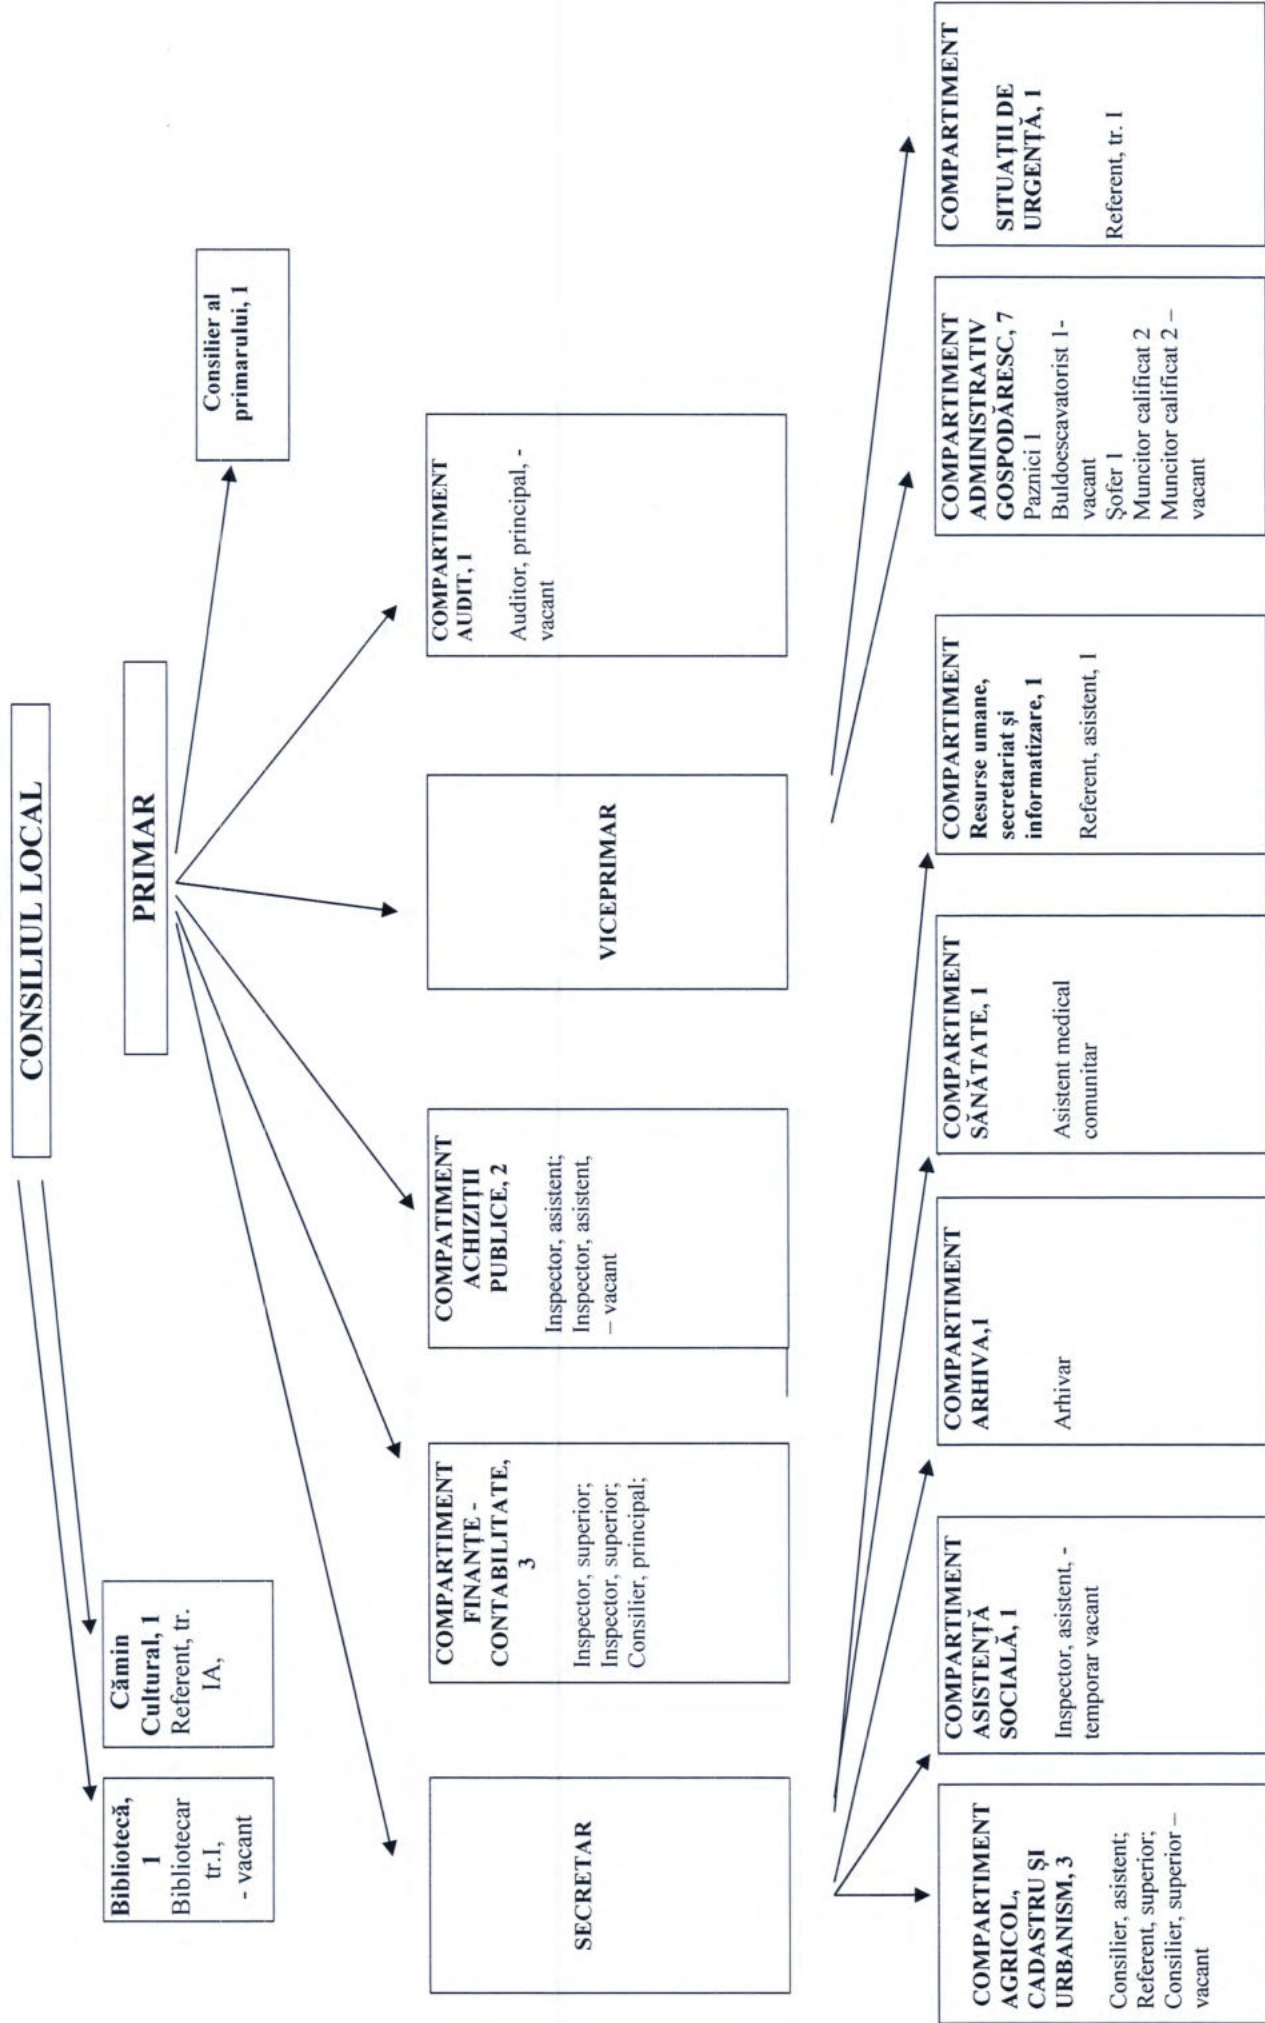 CONSILIUL LOCAL
PRIMAR
Consilier al
primarului, 1
Bibliotecă,
1
Bibliotecar
tr.I,
- vacant
Cămin
Cultural, 1
Referent, tr.
IA,
SECRETAR
COMPARTIMENT
FINANȚE -
CONTABILITATE,
3
Inspector, superior;
Inspector, superior;
Consilier, principal;
COMPATIMENT
ACHIZIȚII
PUBLICE, 2
Inspector, asistent;
Inspector, asistent,
– vacant
VICEPRIMAR
COMPARTIMENT
AUDIT, 1
Auditor, principal, -
vacant
COMPARTIMENT
AGRICOL,
CADASTRU ȘI
URBANISM, 3
Consilier, asistent;
Referent, superior;
Consilier, superior –
vacant
COMPARTIMENT
ASISTENȚĂ
SOCIALĂ, 1
Inspector, asistent, -
temporar vacant
COMPARTIMENT
ARHIVA,1
Arhivar
COMPARTIMENT
SĂNĂTATE, 1
Asistent medical
comunitar
COMPARTIMENT
Resurse umane,
secretariat și
informatizare, 1
Referent, asistent, 1
COMPARTIMENT
ADMINISTRATIV
GOSPODĂRESC, 7
Paznici 1
Buldoescavatorist 1-
vacant
Șofer 1
Muncitor calificat 2
Muncitor calificat 2 –
vacant
COMPARTIMENT
SITUAȚII DE
URGENȚĂ, 1
Referent, tr. I